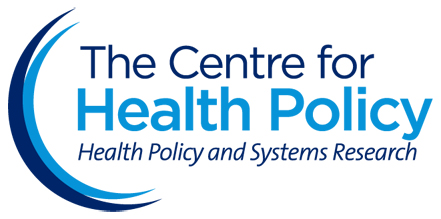 The Centre for
Health Policy
Health Policy and Systems Research